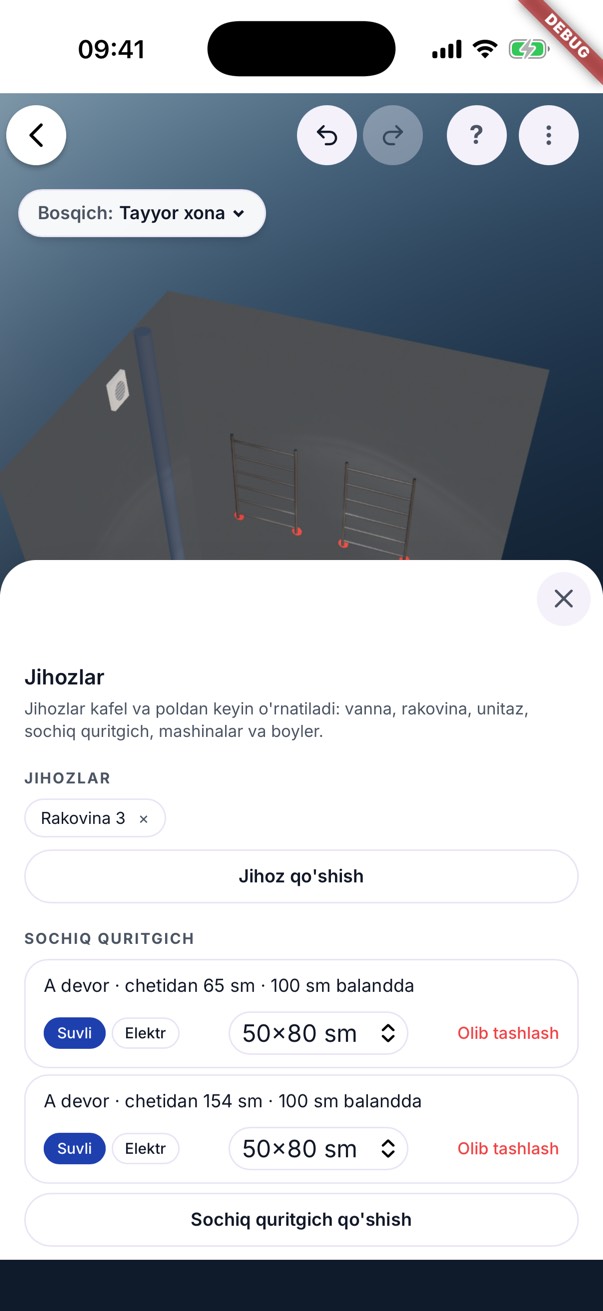 09:41
DEBUG
?
Bosqich: Tayyor xona
Jihozlar
Jihozlar kafel va poldan keyin o'rnatiladi: vanna, rakovina, unitaz,
sochiq quritgich, mashinalar va boyler.
JIHOZLAR
Rakovina 3 ×
Jihoz qo'shish
SOCHIQ QURITGICH
A devor · chetidan 65 sm · 100 sm balandda
Suvli Elektr 50×80 sm Olib tashlash
A devor · chetidan 154 sm · 100 sm balandda
Suvli Elektr 50×80 sm Olib tashlash
Sochiq quritgich qo'shish